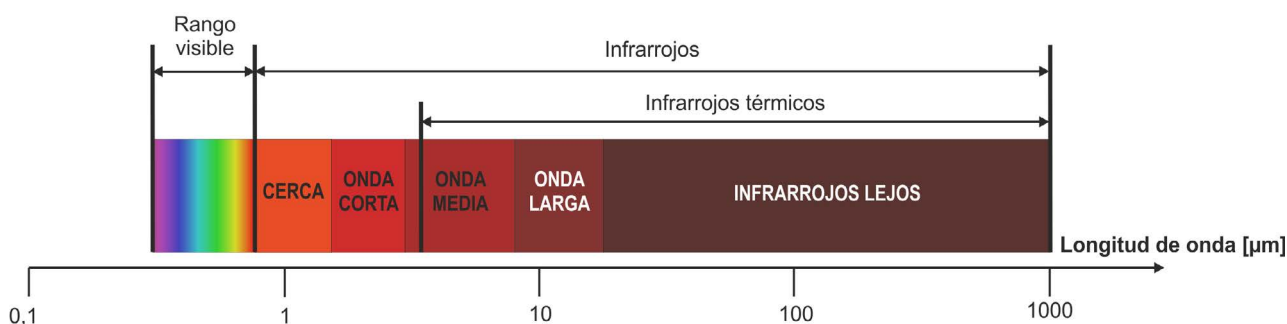 Rango
visible
Infrarrojos
Infrarrojos térmicos
CERCA
ONDA
CORTA
ONDA
MEDIA
ONDA
LARGA
INFRARROJOS LEJOS
Longitud de onda [µm]
0,1
1
10
100
1000